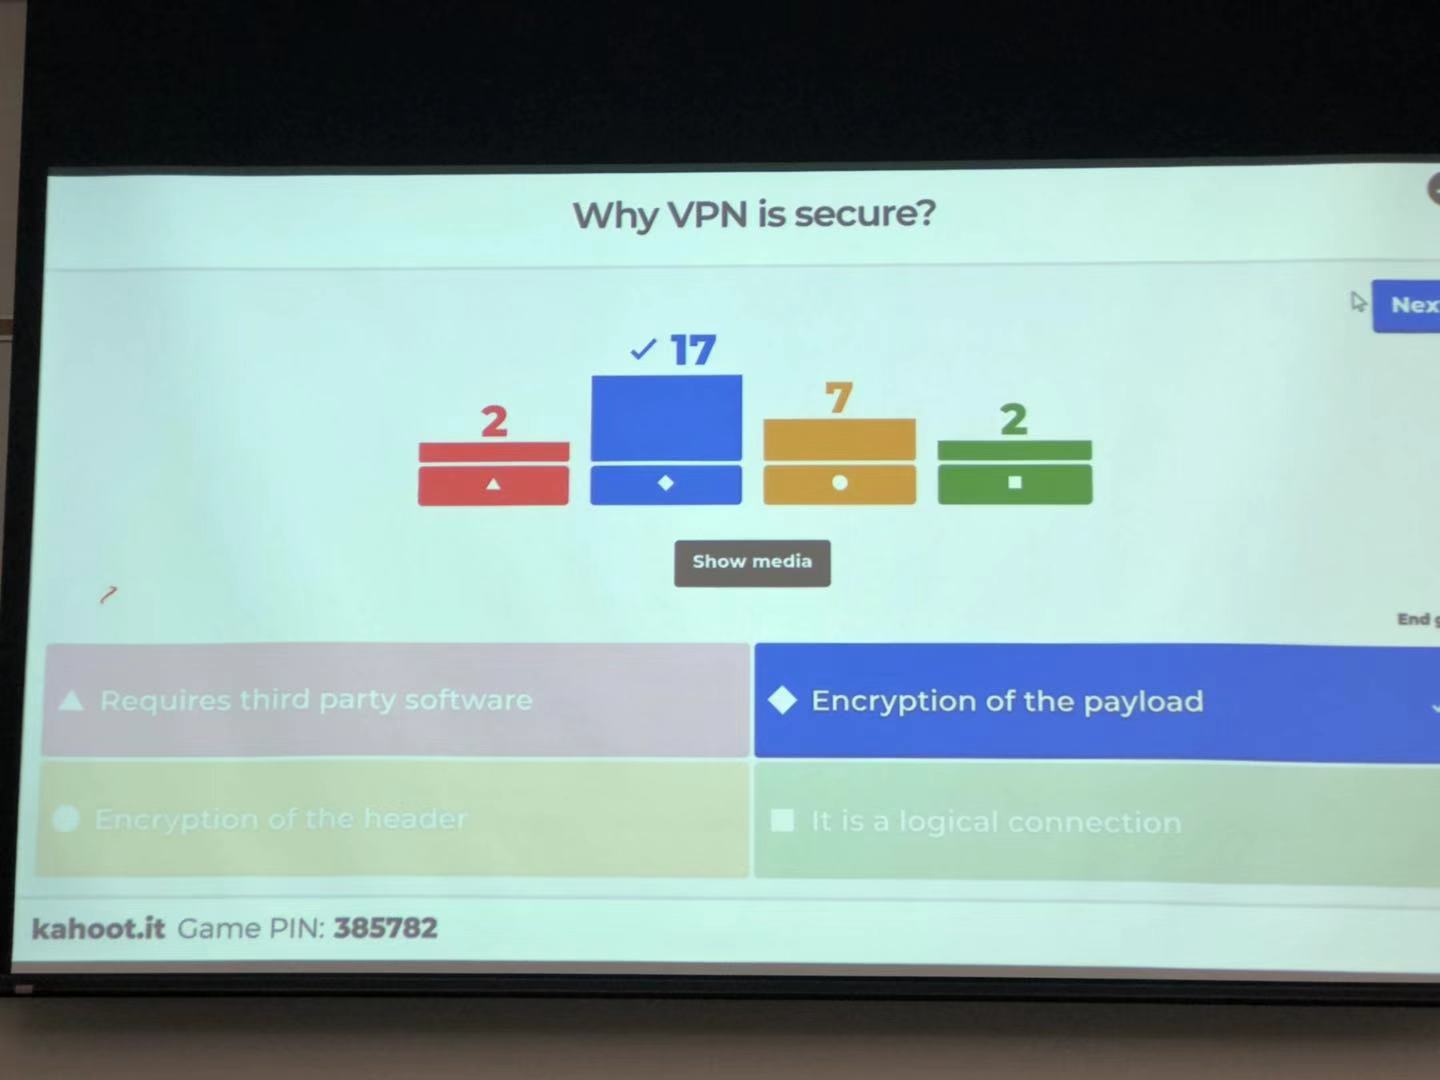 Why VPN is secure?
Nex
17
7
2
2
Show media
End g
Requires third party software
Encryption of the payload
Encryption of the header
It is a logical connection
kahoot.it Game PIN: 385782